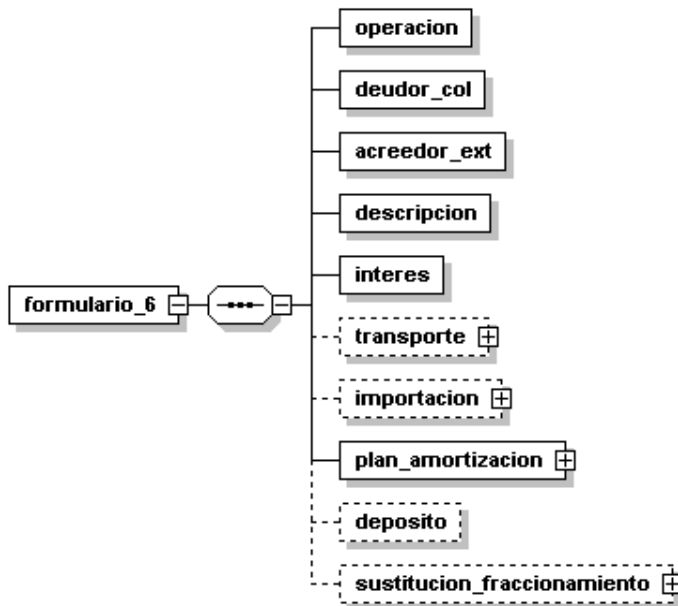 operacion
deudor_col
acreedor_ext
descripcion
interes
formulario_6
transporte
importacion
plan_amortizacion
deposito
sustitucion_fraccionamiento